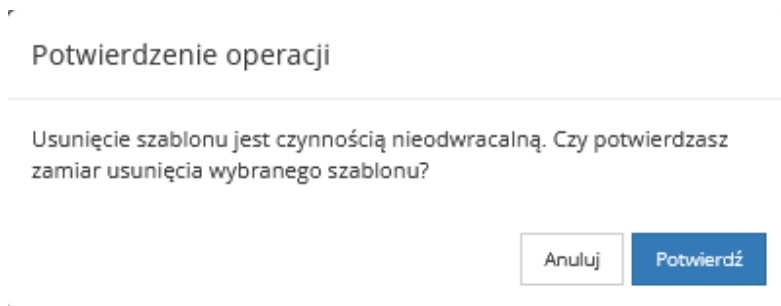 Potwierdzenie operacji
Usunięcie szablonu jest czynnością nieodwracalną. Czy potwierdzasz
zamiar usunięcia wybranego szablonu?
Anuluj
Potwierdź